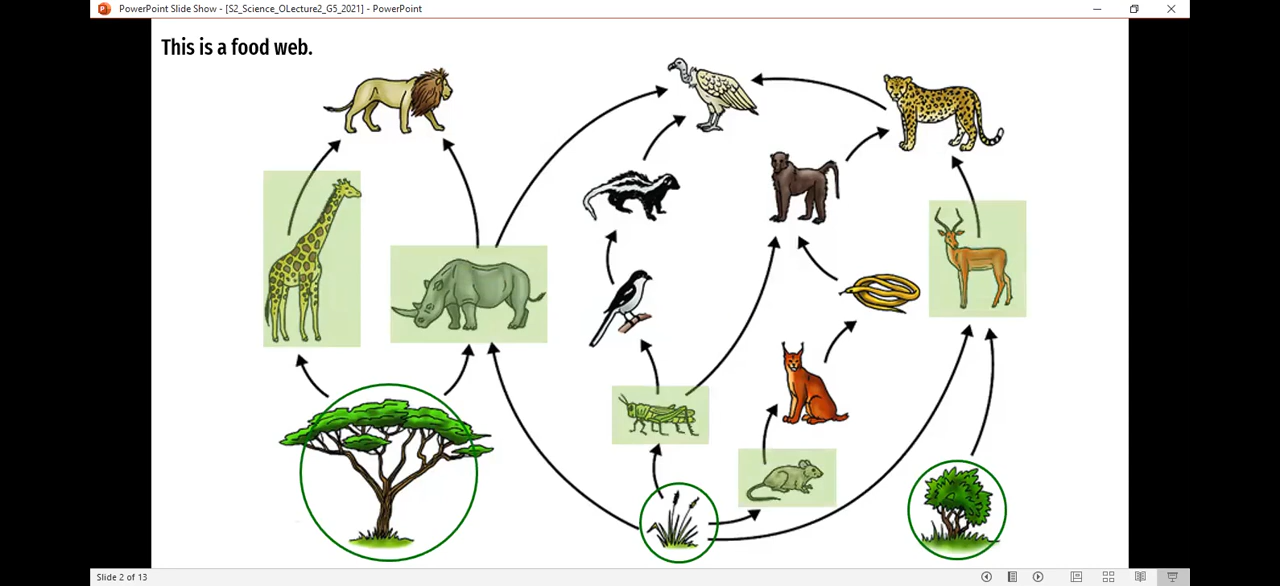 PowerPoint Slide Show - [S2_Science_OLecture2_G5_2021] - PowerPoint
This is a food web.
Slide 2 of 13